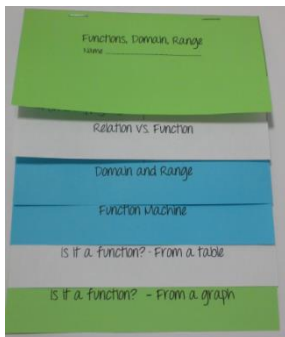 Functions, Domain, Range
Name
Relation vs. Function
Domain and Range
Function Machine
Is it a function? - From a table
Is it a function? - From a graph